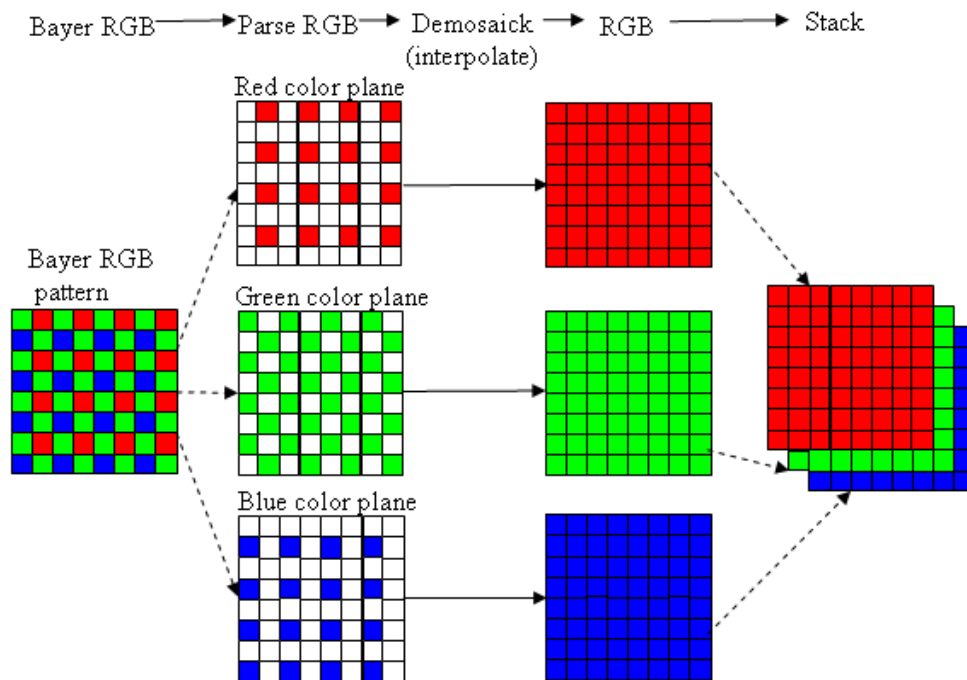 Bayer RGB Parse RGB Demosaick RGB Stack
(interpolate)
Red color plane
Bayer RGB
pattern
Green color plane
Blue color plane